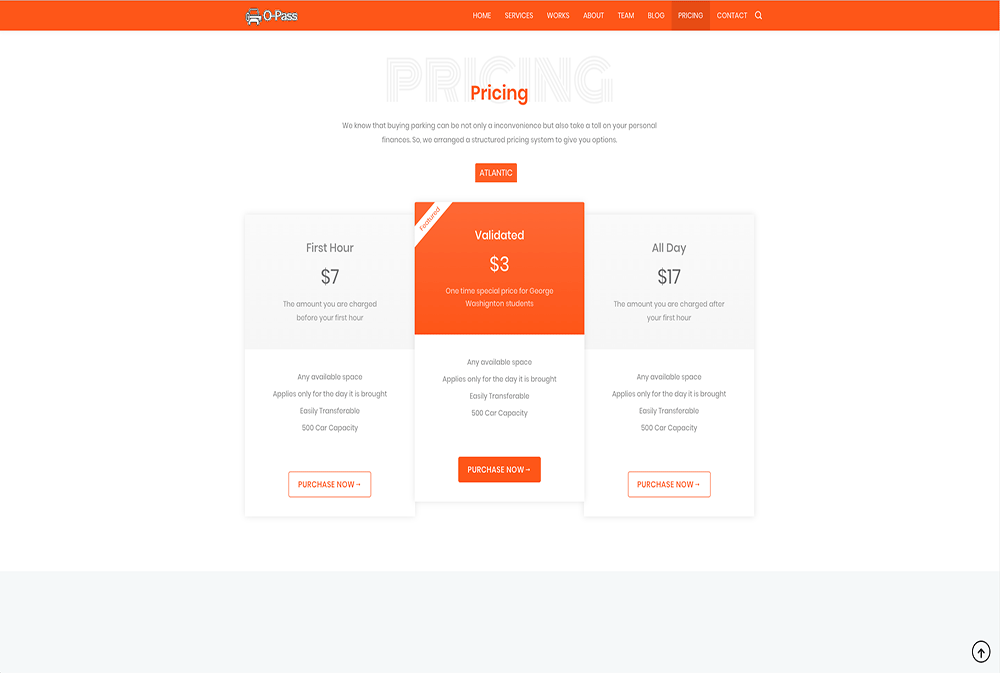 O-Pass HOME SERVICES WORKS ABOUT TEAM BLOG PRICING CONTACT
PRICING
Pricing
We know that buying parking can be not only a inconvenience but also take a toll on your personal
finances. So, we arranged a structured pricing system to give you options.
ATLANTIC
First Hour
$7
The amount you are charged
before your first hour
Any available space
Applies only for the day it is brought
Easily Transferable
500 Car Capacity
PURCHASE NOW→
Featured
Validated
$3
One time special price for George
Washignton students
Any available space
Applies only for the day it is brought
Easily Transferable
500 Car Capacity
PURCHASE NOW→
All Day
$17
The amount you are charged after
your first hour
Any available space
Applies only for the day it is brought
Easily Transferable
500 Car Capacity
PURCHASE NOW→